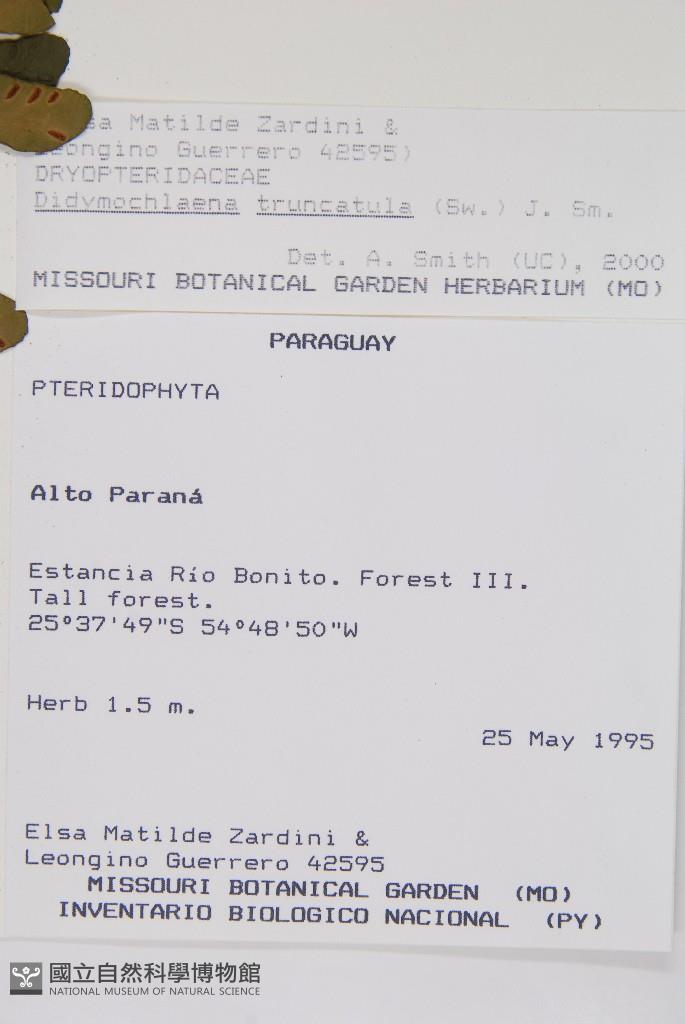 sa Matilde Zardini &
Leongino Guerrero 42595)
DRYOPTERIDACEAE
Didymochlaena truncatula (Sw.) J. Sm.
Det. A. Smith (UC), 2000
MISSOURI BOTANICAL GARDEN HERBARIUM (MO)
PARAGUAY
PTERIDOPHYTA
Alto Paraná
Estancia Río Bonito. Forest III.
Tall forest.
25°37'49"S 54°48'50"W
Herb 1.5 m.
25 May 1995
Elsa Matilde Zardini &
Leongino Guerrero 42595
MISSOURI BOTANICAL GARDEN (MO)
INVENTARIO BIOLOGICO NACIONAL (PY)
國立自然科學博物館
NATIONAL MUSEUM OF NATURAL SCIENCE